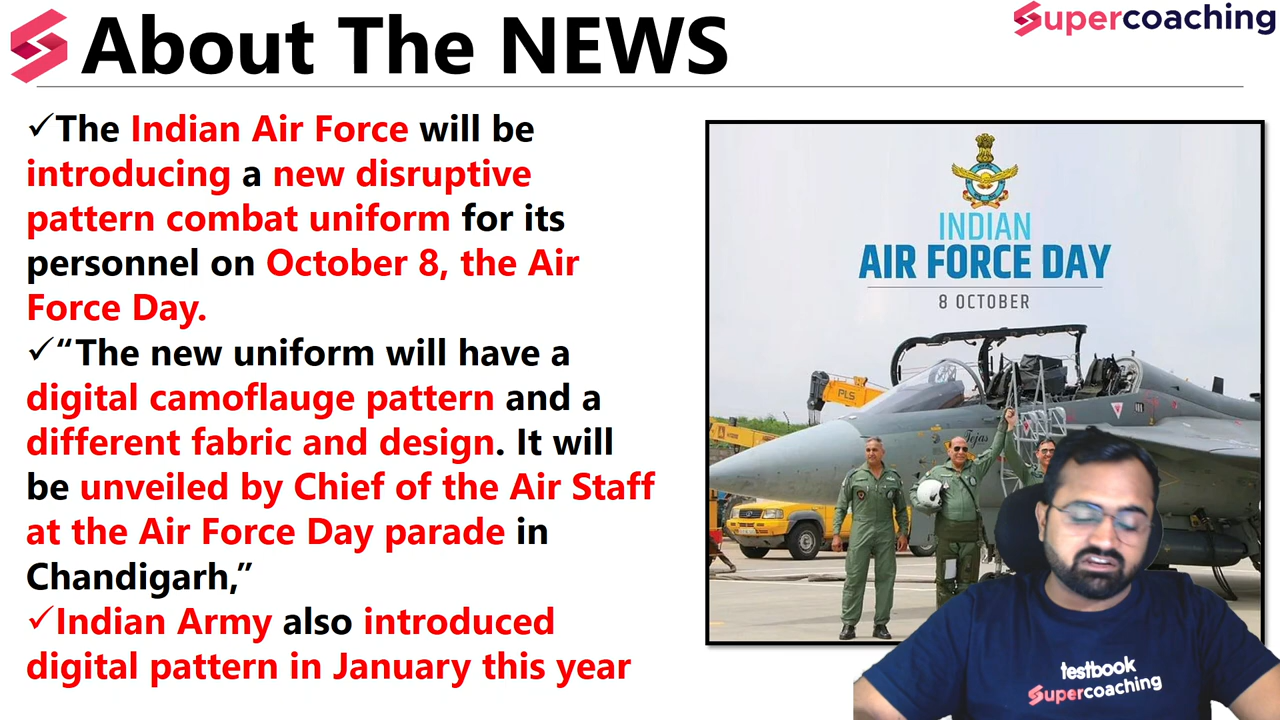 About The NEWS
Supercoaching
✓The Indian Air Force will be
introducing a new disruptive
pattern combat uniform for its
personnel on October 8, the Air
Force Day.
✓“The new uniform will have a
digital camoflauge pattern and a
different fabric and design. It will
be unveiled by Chief of the Air Staff
at the Air Force Day parade in
Chandigarh,”
✓Indian Army also introduced
digital pattern in January this year
INDIAN
AIR FORCE DAY
8 OCTOBER
PLS
Tejas
testbook
Supercoaching